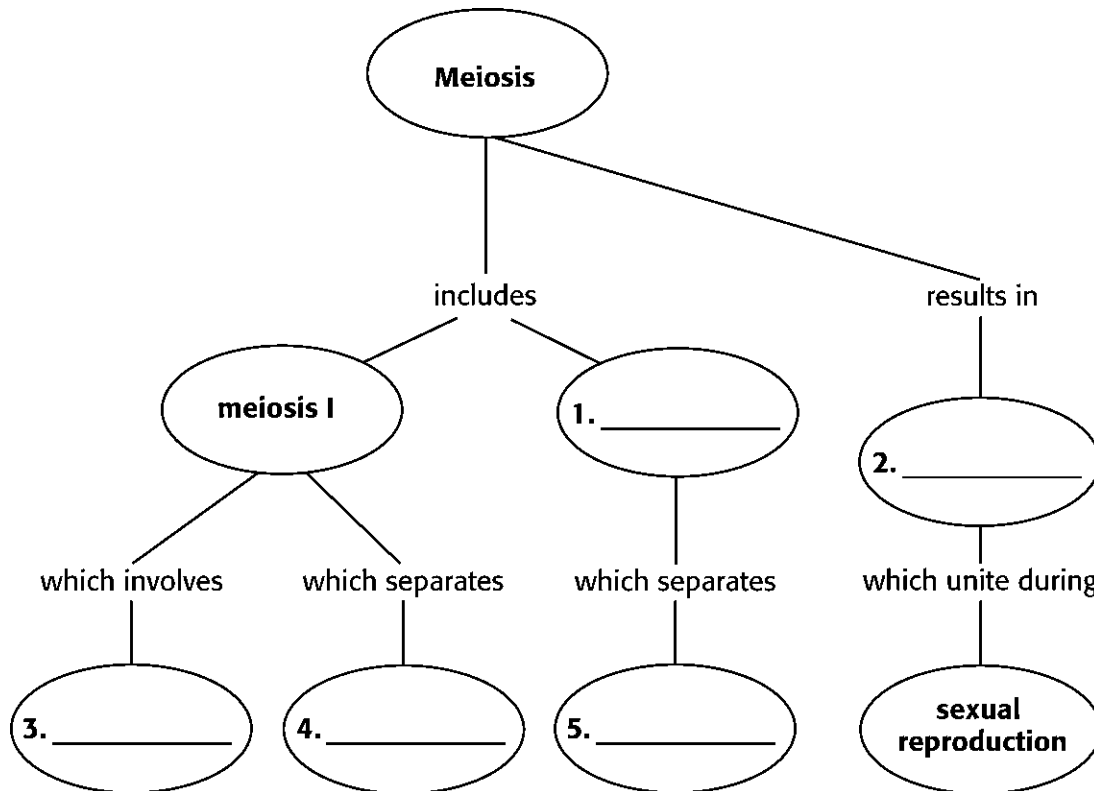 Meiosis
includes
results in
meiosis I
1. ___________
2. ___________
which involves
which separates
which separates
which unite during
3. ___________
4. ___________
5. ___________
sexual
reproduction